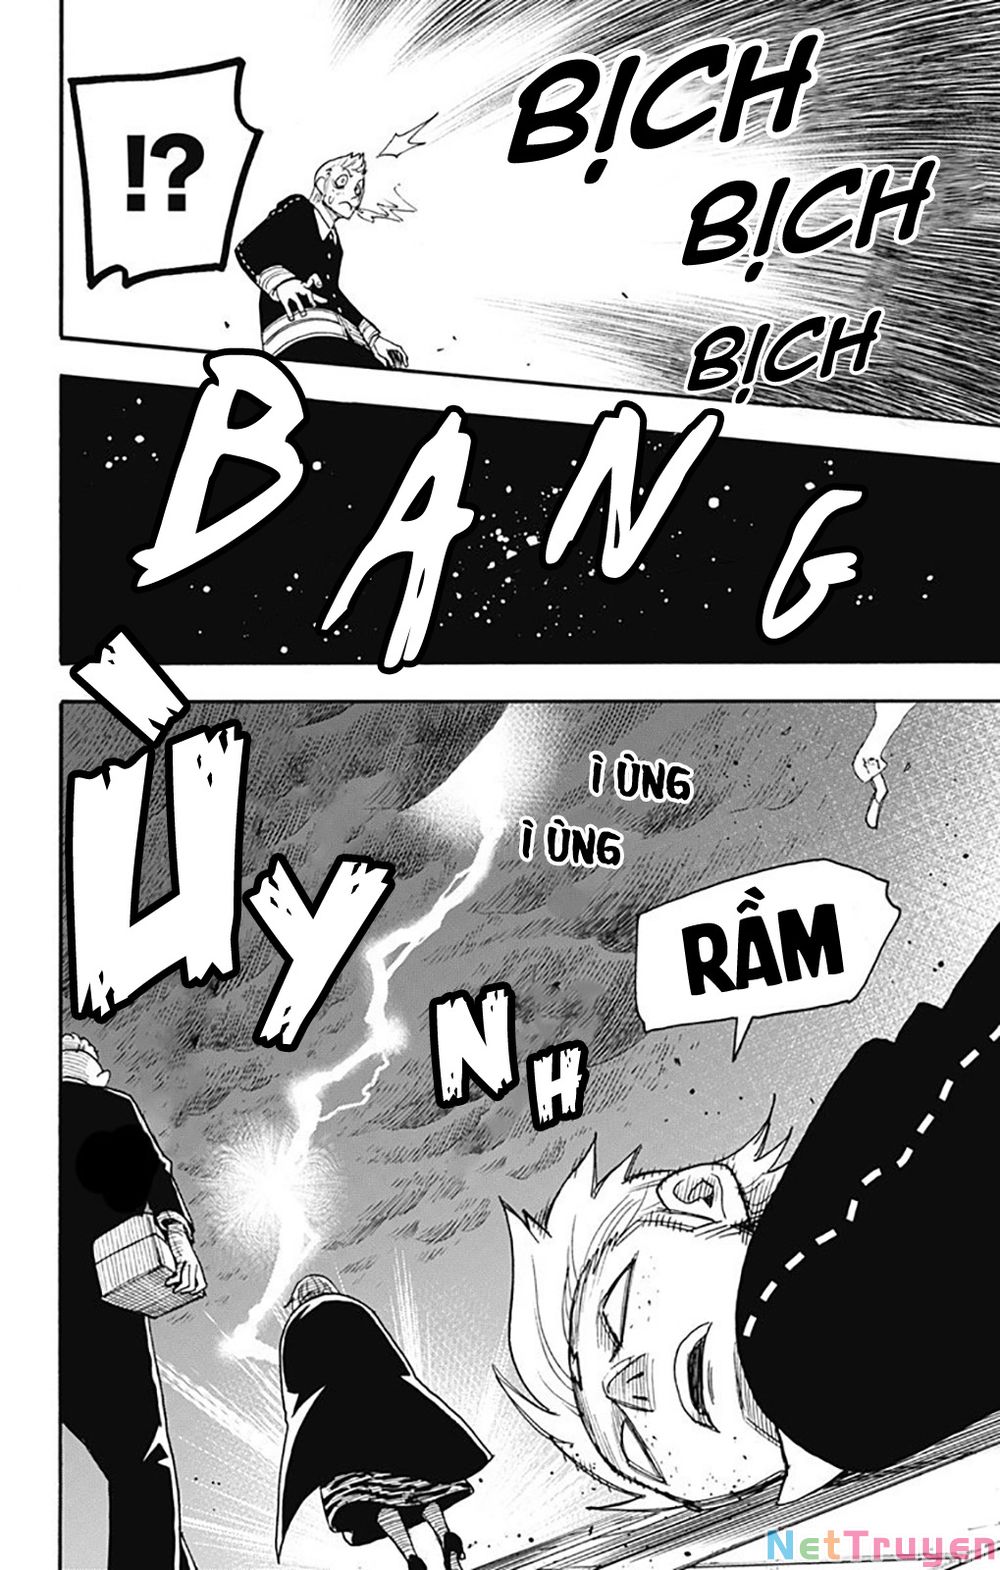 !?
BỊCH
BỊCH
BỊCH
BANG
Ì ÙNG
Ì ÙNG
ÙYNH
RẦM
NetTruyen